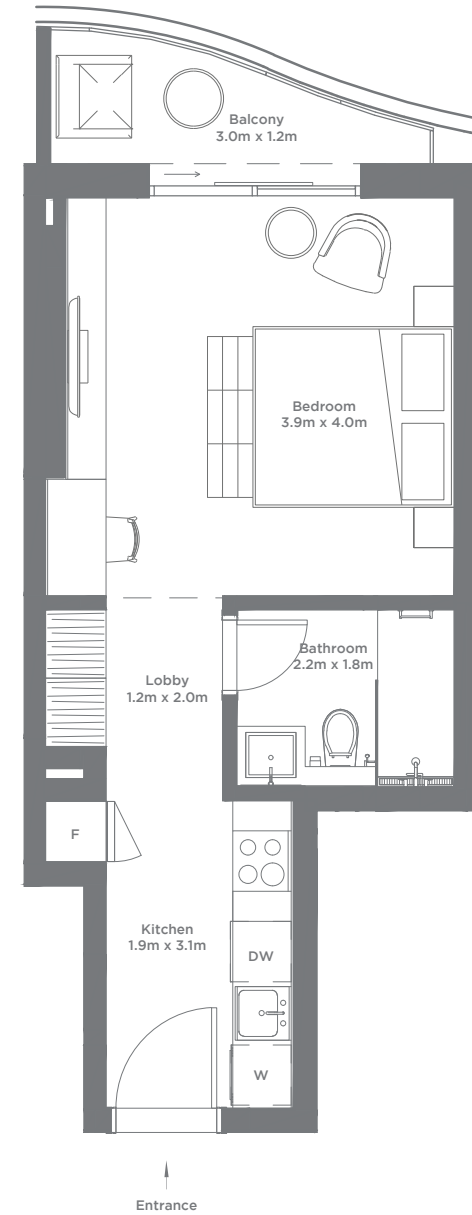 Balcony
3.0m x 1.2m
Bedroom
3.9m x 4.0m
Bathroom
2.2m x 1.8m
Lobby
1.2m x 2.0m
F
Kitchen
1.9m x 3.1m
DW
W
Entrance